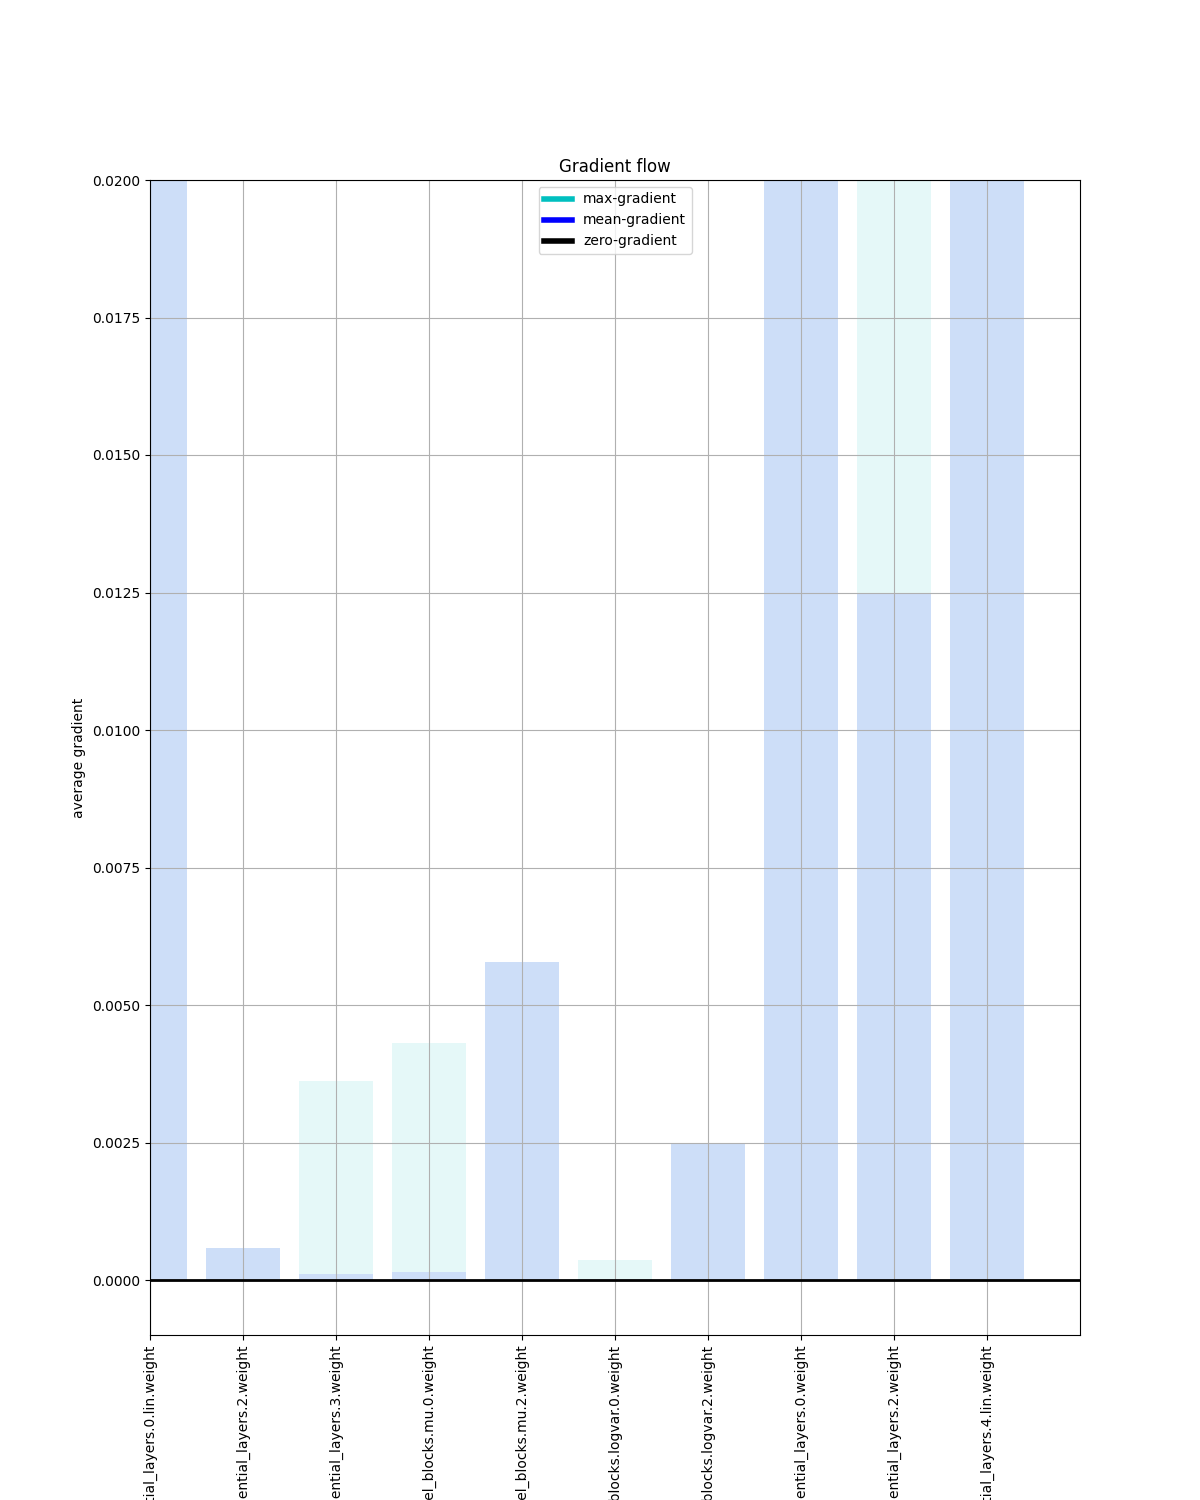 Gradient flow
max-gradient
mean-gradient
zero-gradient
0.0200
0.0175
0.0150
0.0125
0.0100
0.0075
0.0050
0.0025
0.0000
average gradient
tial_layers.0.lin.weight
ential_layers.2.weight
ential_layers.3.weight
el_blocks.mu.0.weight
el_blocks.mu.2.weight
blocks.logvar.0.weight
blocks.logvar.2.weight
ential_layers.0.weight
ential_layers.2.weight
tial_layers.4.lin.weight